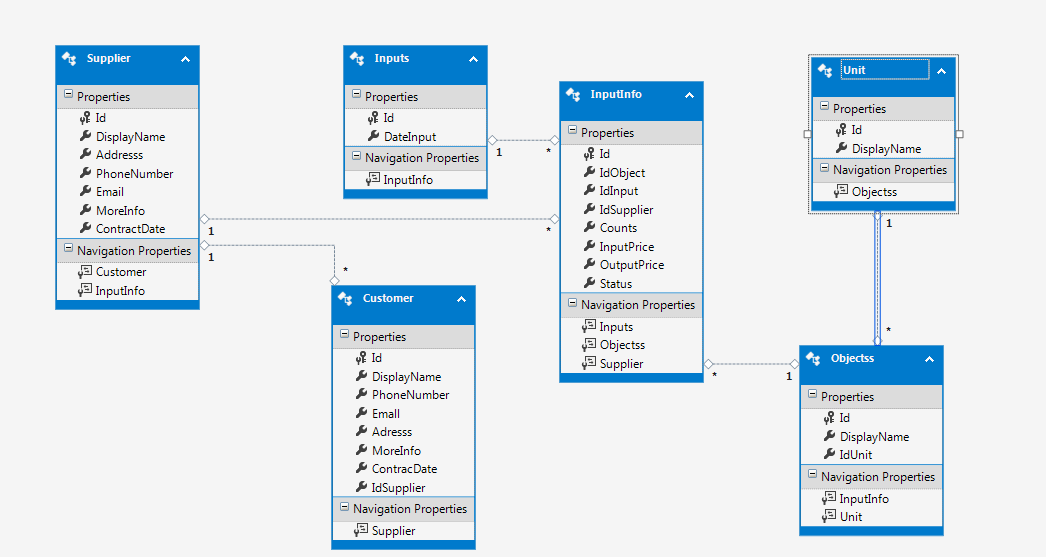 Supplier
Properties
Id
DisplayName
Addresss
PhoneNumber
Email
MoreInfo
ContractDate
Navigation Properties
Customer
InputInfo
Inputs
Properties
Id
DateInput
Navigation Properties
InputInfo
1
*
1
*
1
*
Customer
Properties
Id
DisplayName
PhoneNumber
Emall
Adresss
MoreInfo
ContracDate
IdSupplier
Navigation Properties
Supplier
InputInfo
Properties
Id
IdObject
IdInput
IdSupplier
Counts
InputPrice
OutputPrice
Status
Navigation Properties
Inputs
Objectss
Supplier
*
1
Unit
Properties
Id
DisplayName
Navigation Properties
Objectss
1
*
Objectss
Properties
Id
DisplayName
IdUnit
Navigation Properties
InputInfo
Unit